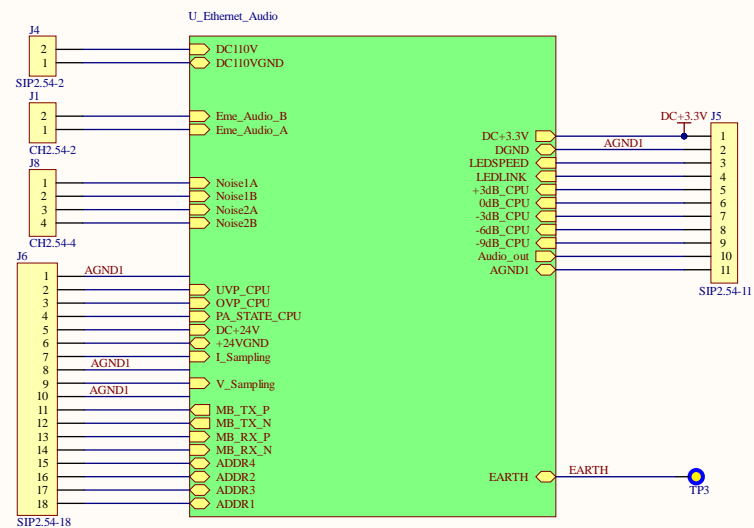 U_Ethernet_Audio
J4
2 DC110V
1 DC110VGND
SIP2.54-2
J1
2 Eme_Audio_B
1 Eme_Audio_A
CH2.54-2
J8
1 Noise1A
2 Noise1B
3 Noise2A
4 Noise2B
CH2.54-4
J6
1 AGND1
2 UVP_CPU
3 OVP_CPU
4 PA_STATE_CPU
5 DC+24V
6 +24VGND
7 I_Sampling
8 AGND1
9 V_Sampling
10 AGND1
11 MB_TX_P
12 MB_TX_N
13 MB_RX_P
14 MB_RX_N
15 ADDR4
16 ADDR2
17 ADDR3
18 ADDR1
SIP2.54-18
DC+3.3V J5
DC+3.3V 1
DGND AGND1 2
LEDSPEED 3
LEDLINK 4
+3dB_CPU 5
0dB_CPU 6
-3dB_CPU 7
-6dB_CPU 8
-9dB_CPU 9
Audio_out 10
AGND1 11
SIP2.54-11
EARTH EARTH
TP3